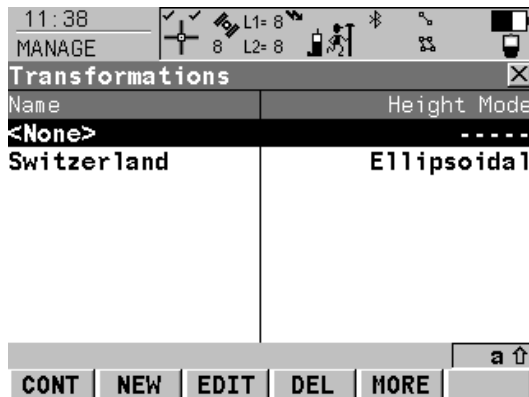 11:38
MANAGE
L1= 8
8 L2= 8
Transformations
Name Height Mode
<None> -----
Switzerland Ellipsoidal
a
CONT NEW EDIT DEL MORE